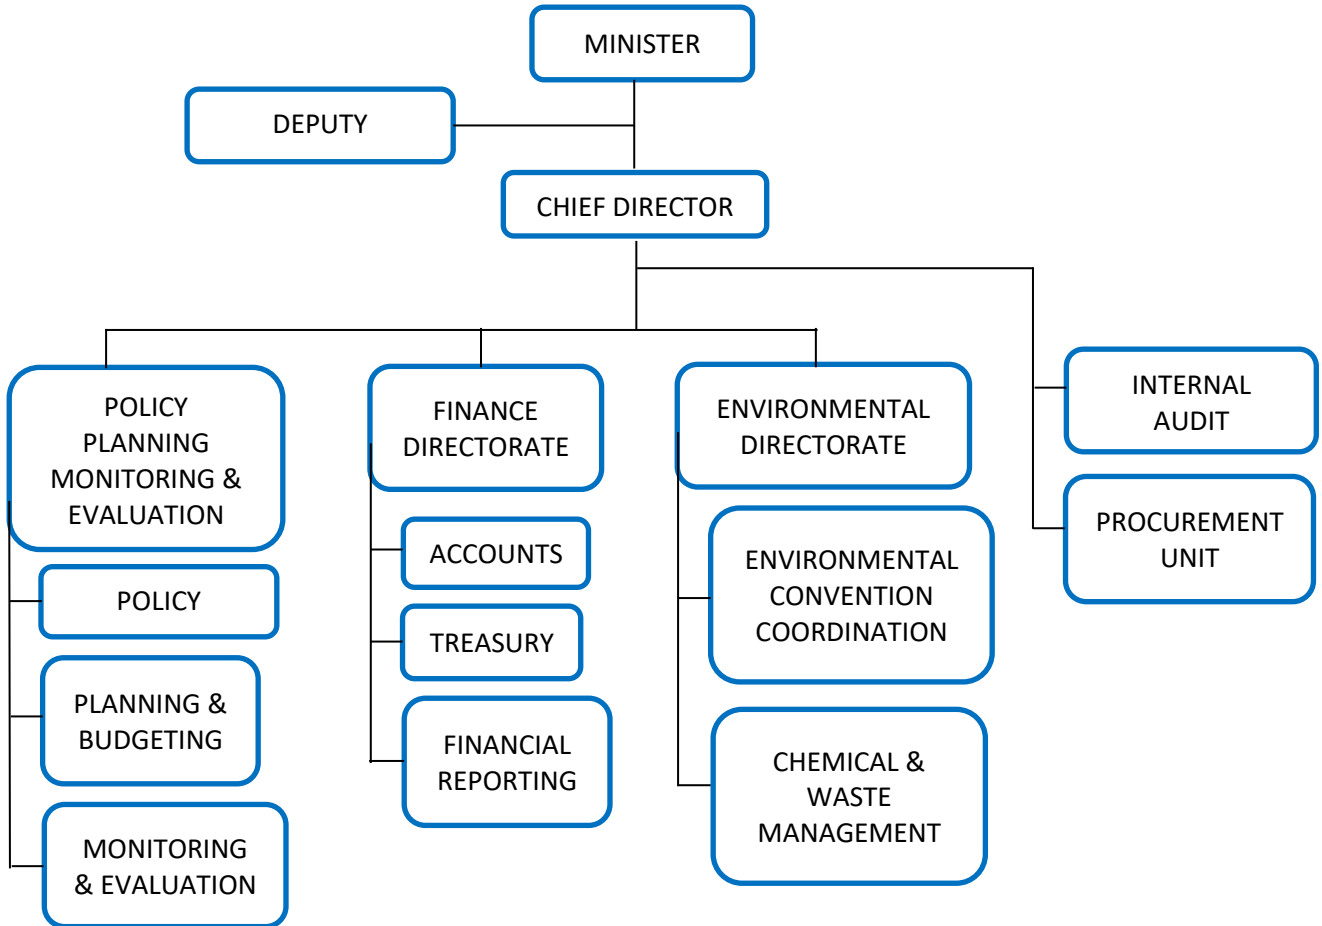 MINISTER
DEPUTY
CHIEF DIRECTOR
POLICY
PLANNING
MONITORING &
EVALUATION
POLICY
PLANNING &
BUDGETING
MONITORING
& EVALUATION
FINANCE
DIRECTORATE
ACCOUNTS
TREASURY
FINANCIAL
REPORTING
ENVIRONMENTAL
DIRECTORATE
ENVIRONMENTAL
CONVENTION
COORDINATION
CHEMICAL &
WASTE
MANAGEMENT
INTERNAL
AUDIT
PROCUREMENT
UNIT